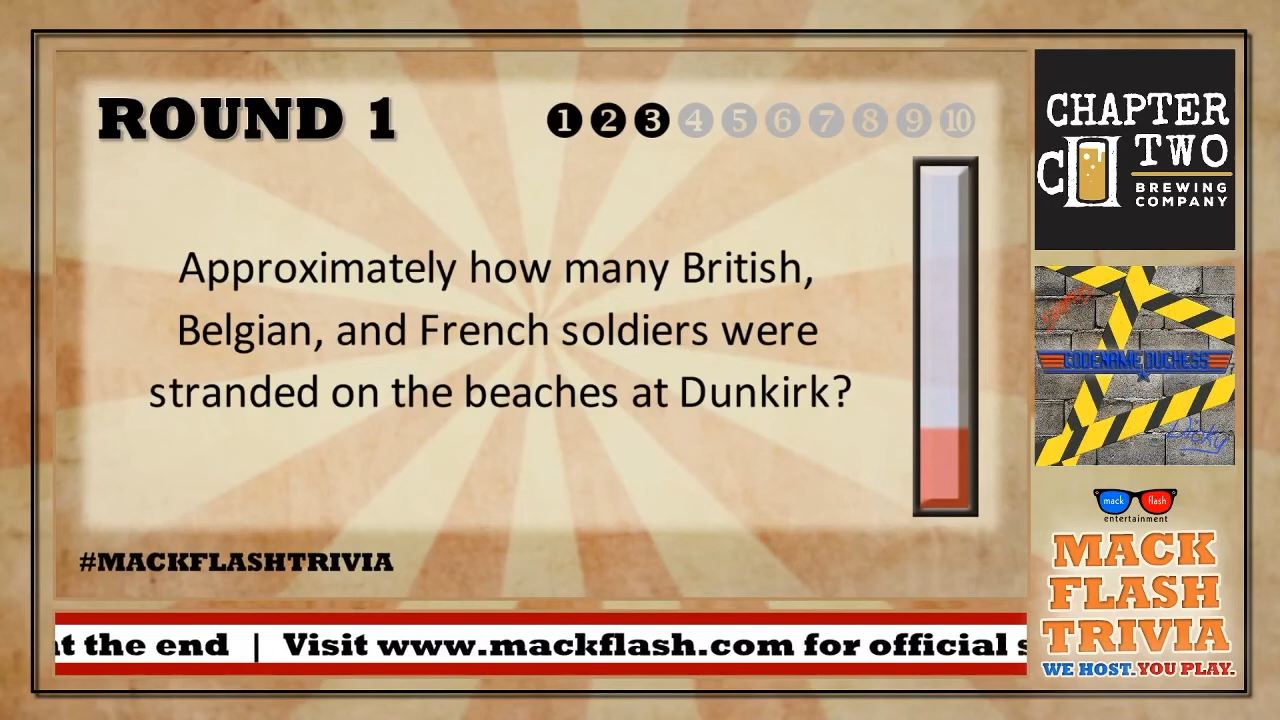 ROUND 1
1 2 3 4 5 6 7 8 9 10
Approximately how many British,
Belgian, and French soldiers were
stranded on the beaches at Dunkirk?
#MACKFLASHTRIVIA
the end | Visit www.mackflash.com for official
CHAPTER
TWO
BREWING
COMPANY
CODENAME DUCHESS
mack flash
entertainment
MACK
FLASH
TRIVIA
WE HOST. YOU PLAY.